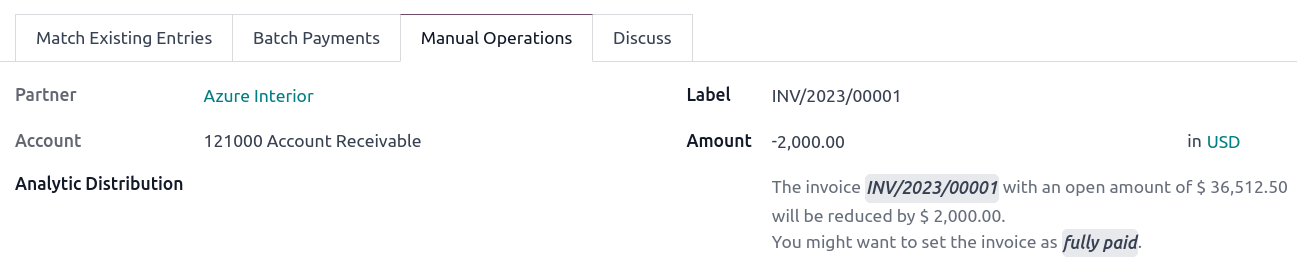 Match Existing Entries Batch Payments Manual Operations Discuss
Partner Azure Interior Label INV/2023/00001
Account 121000 Account Receivable Amount -2,000.00 in USD
Analytic Distribution
The invoice INV/2023/00001 with an open amount of $ 36,512.50
will be reduced by $ 2,000.00.
You might want to set the invoice as fully paid.